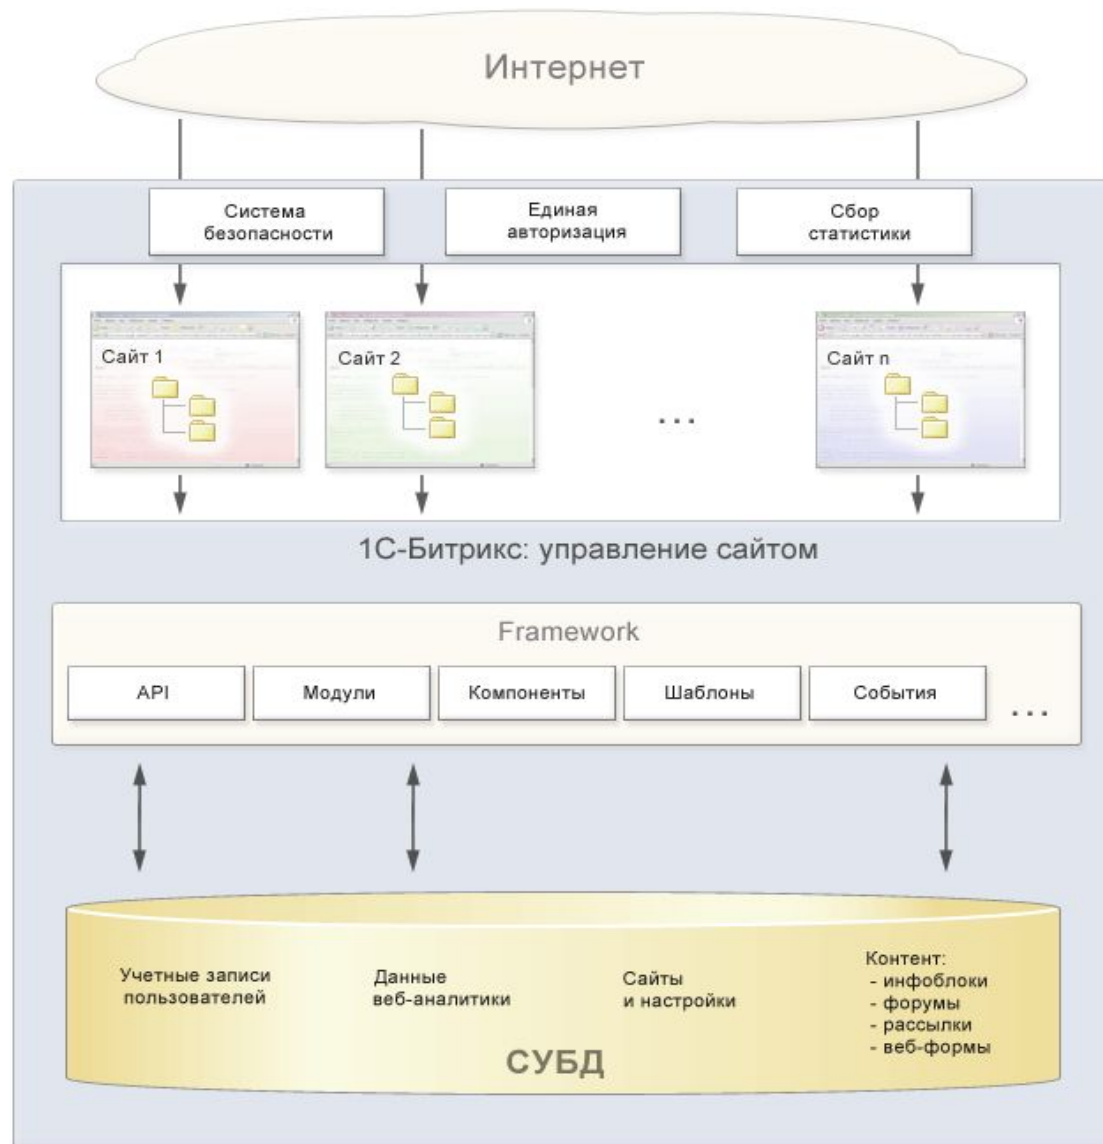 Интернет
Система
безопасности
Единая
авторизация
Сбор
статистики
Сайт 1
Сайт 2
...
Сайт n
1С-Битрикс: управление сайтом
Framework
API
Модули
Компоненты
Шаблоны
События
...
Учетные записи
пользователей
Данные
веб-аналитики
Сайты
и настройки
Контент:
- инфоблоки
- форумы
- рассылки
- веб-формы
СУБД